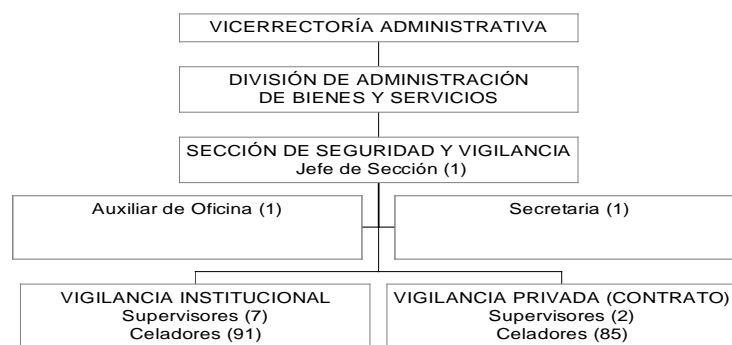 VICERRECTORÍA ADMINISTRATIVA
DIVISIÓN DE ADMINISTRACIÓN
DE BIENES Y SERVICIOS
SECCIÓN DE SEGURIDAD Y VIGILANCIA
Jefe de Sección (1)
Auxiliar de Oficina (1)
Secretaria (1)
VIGILANCIA INSTITUCIONAL
Supervisores (7)
Celadores (91)
VIGILANCIA PRIVADA (CONTRATO)
Supervisores (2)
Celadores (85)